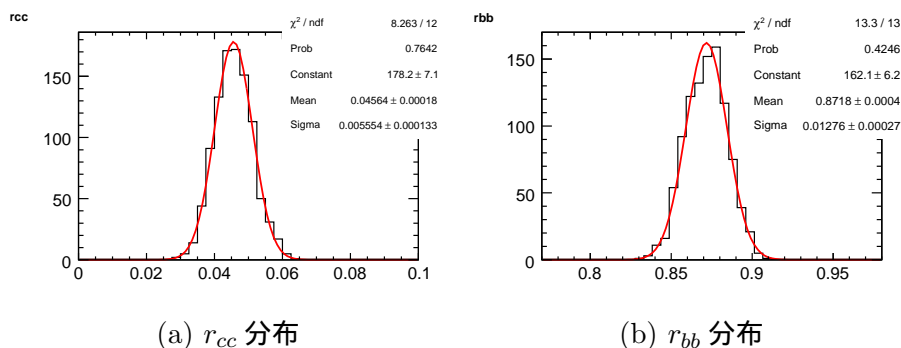 rcc
χ² / ndf 8.263 / 12
Prob 0.7642
Constant 178.2 ± 7.1
Mean 0.04564 ± 0.00018
Sigma 0.005554 ± 0.000133
150
100
50
0
0 0.02 0.04 0.06 0.08 0.1
(a) r_cc 分布
rbb
χ² / ndf 13.3 / 13
Prob 0.4246
Constant 162.1 ± 6.2
Mean 0.8718 ± 0.0004
Sigma 0.01276 ± 0.00027
150
100
50
0
0.8 0.85 0.9 0.95
(b) r_bb 分布